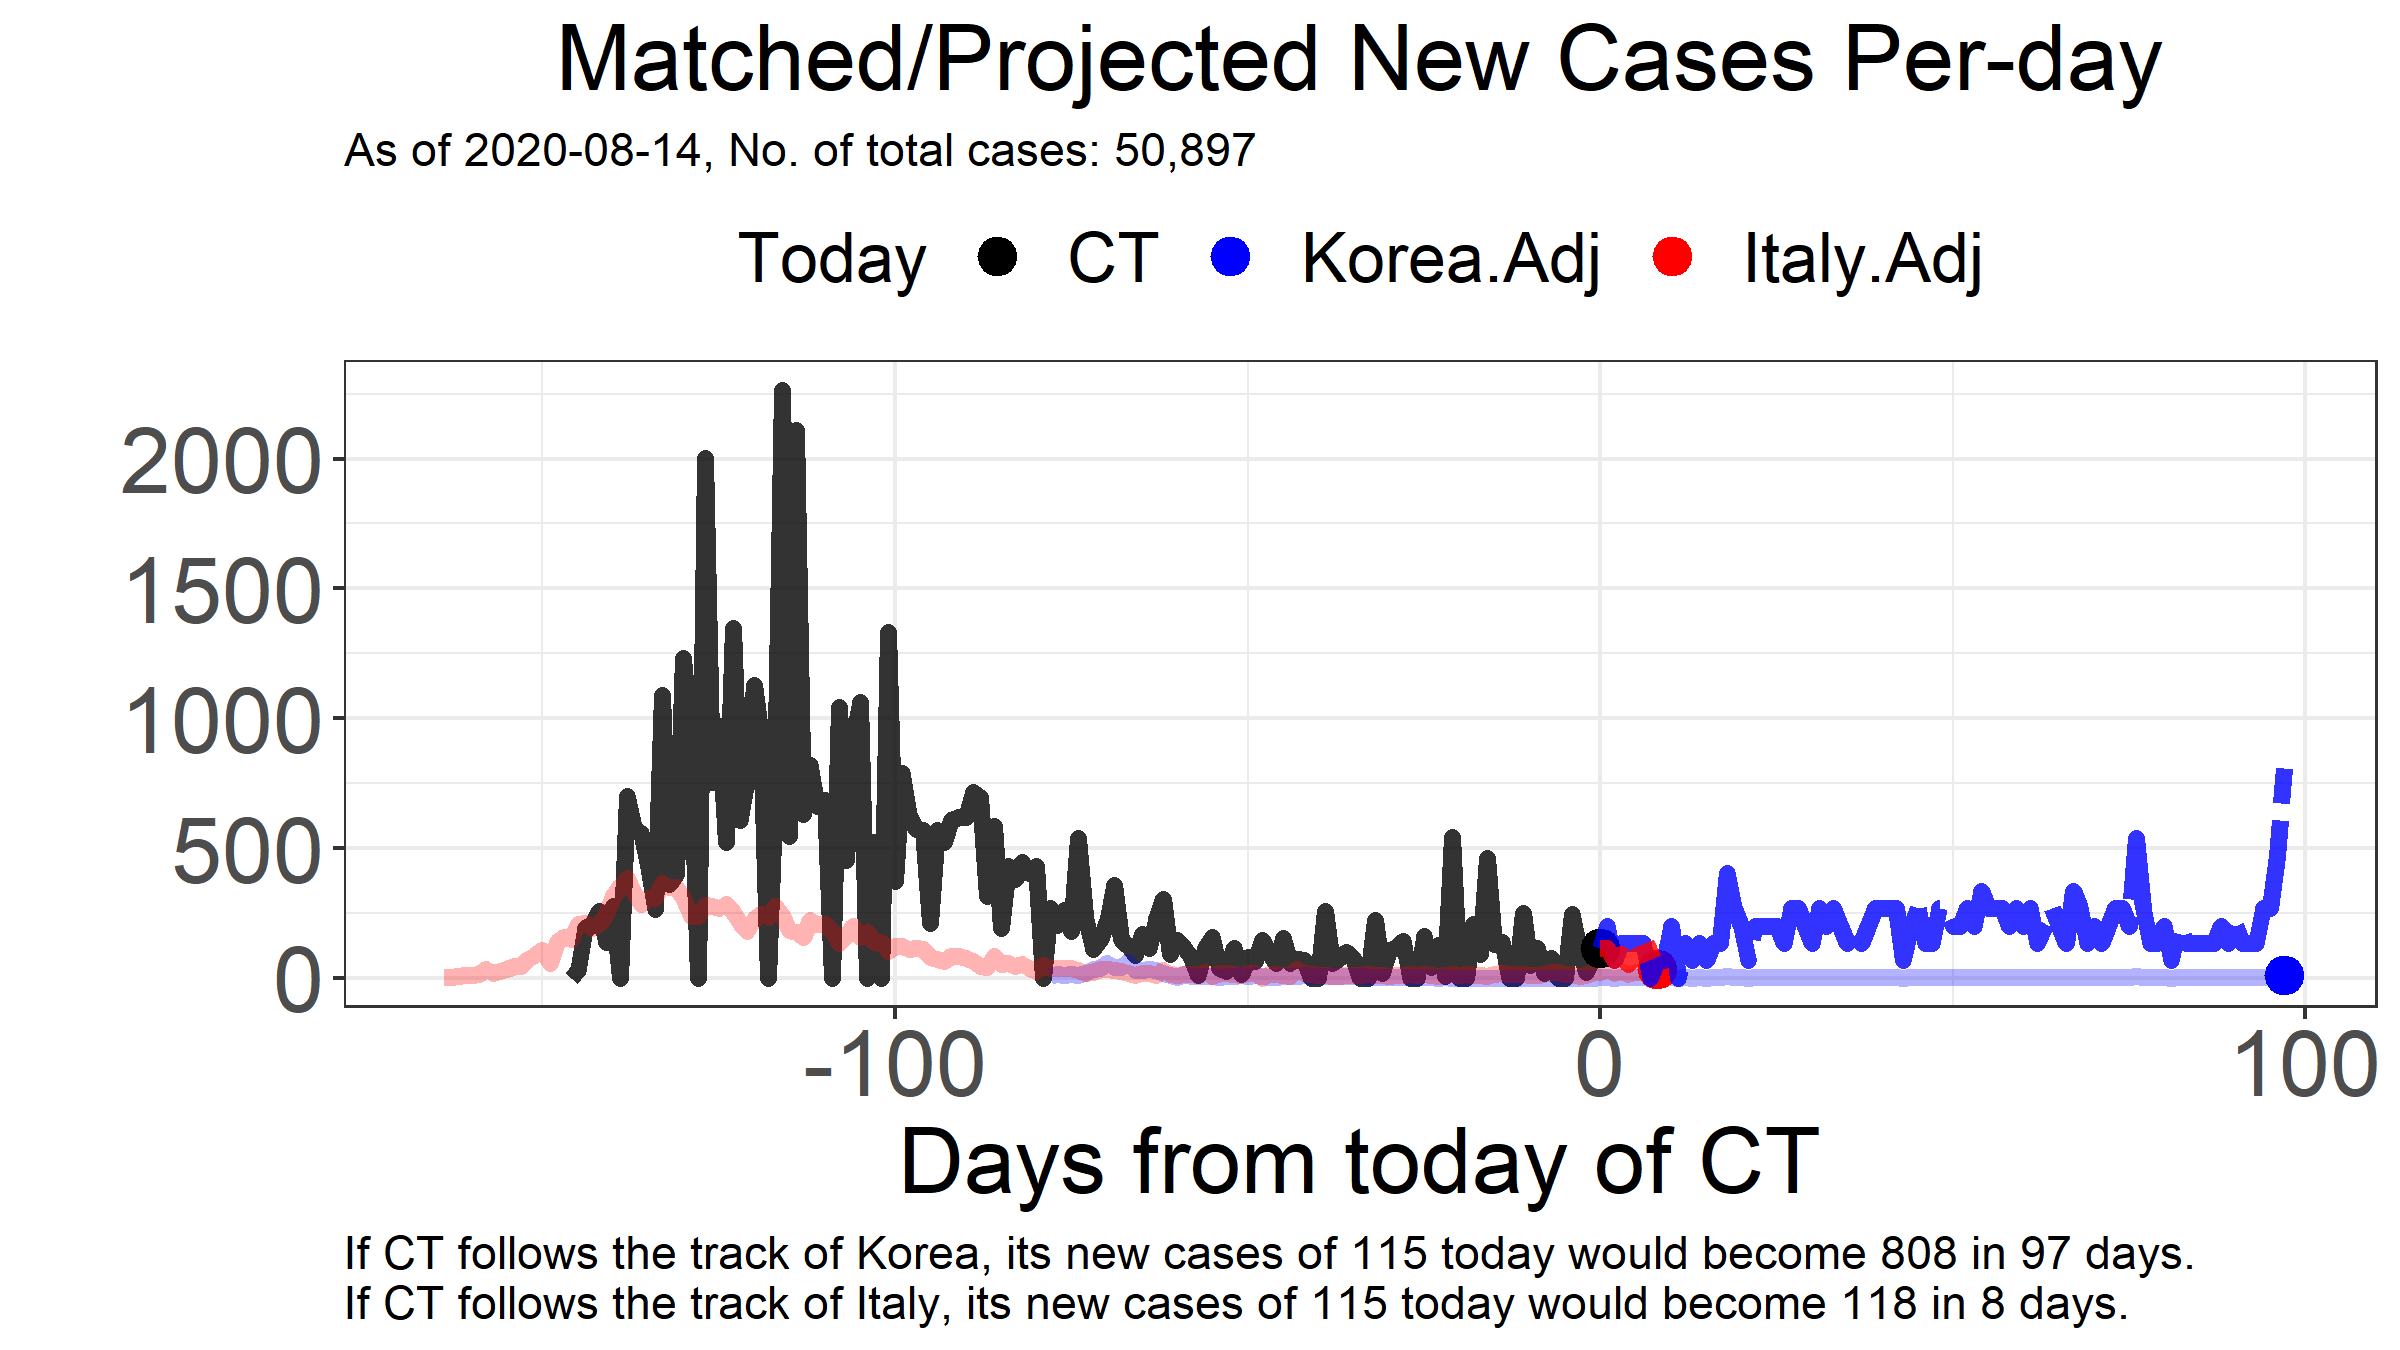 Matched/Projected New Cases Per-day
As of 2020-08-14, No. of total cases: 50,897
Today CT Korea.Adj Italy.Adj
2000
1500
1000
500
0
-100 0 100
Days from today of CT
If CT follows the track of Korea, its new cases of 115 today would become 808 in 97 days.
If CT follows the track of Italy, its new cases of 115 today would become 118 in 8 days.